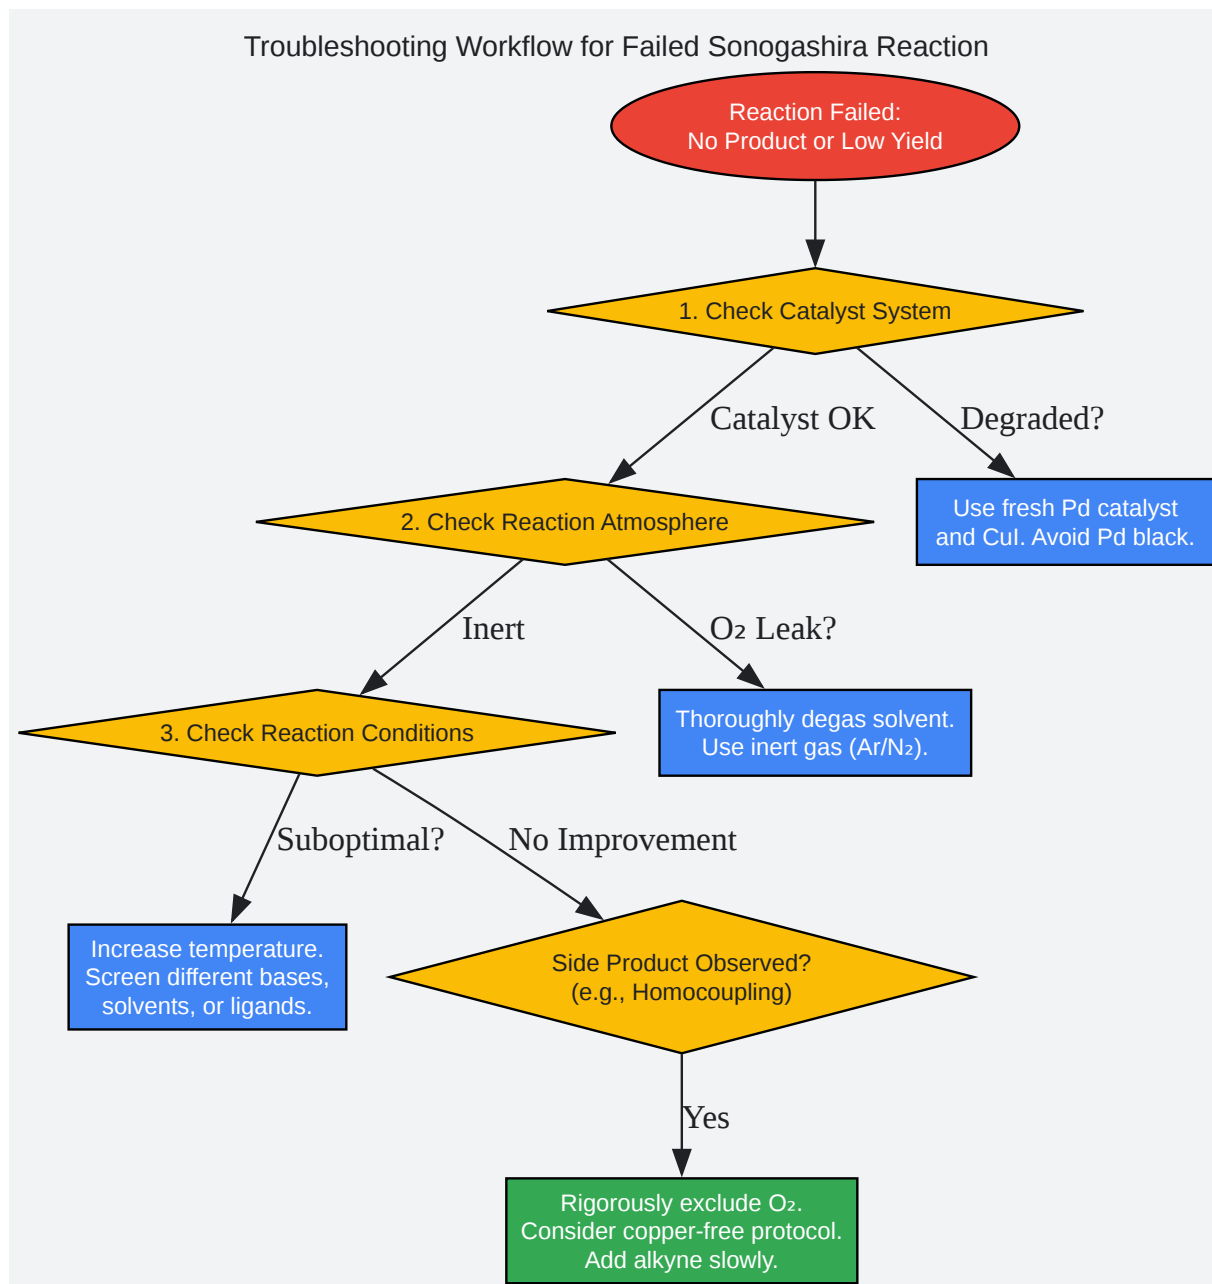 Troubleshooting Workflow for Failed Sonogashira Reaction
Reaction Failed:
No Product or Low Yield
1. Check Catalyst System
Catalyst OK
Degraded?
2. Check Reaction Atmosphere
Use fresh Pd catalyst
and CuI. Avoid Pd black.
Inert
O₂ Leak?
3. Check Reaction Conditions
Thoroughly degas solvent.
Use inert gas (Ar/N₂).
Suboptimal?
No Improvement
Increase temperature.
Screen different bases,
solvents, or ligands.
Side Product Observed?
(e.g., Homocoupling)
Yes
Rigorously exclude O₂.
Consider copper-free protocol.
Add alkyne slowly.